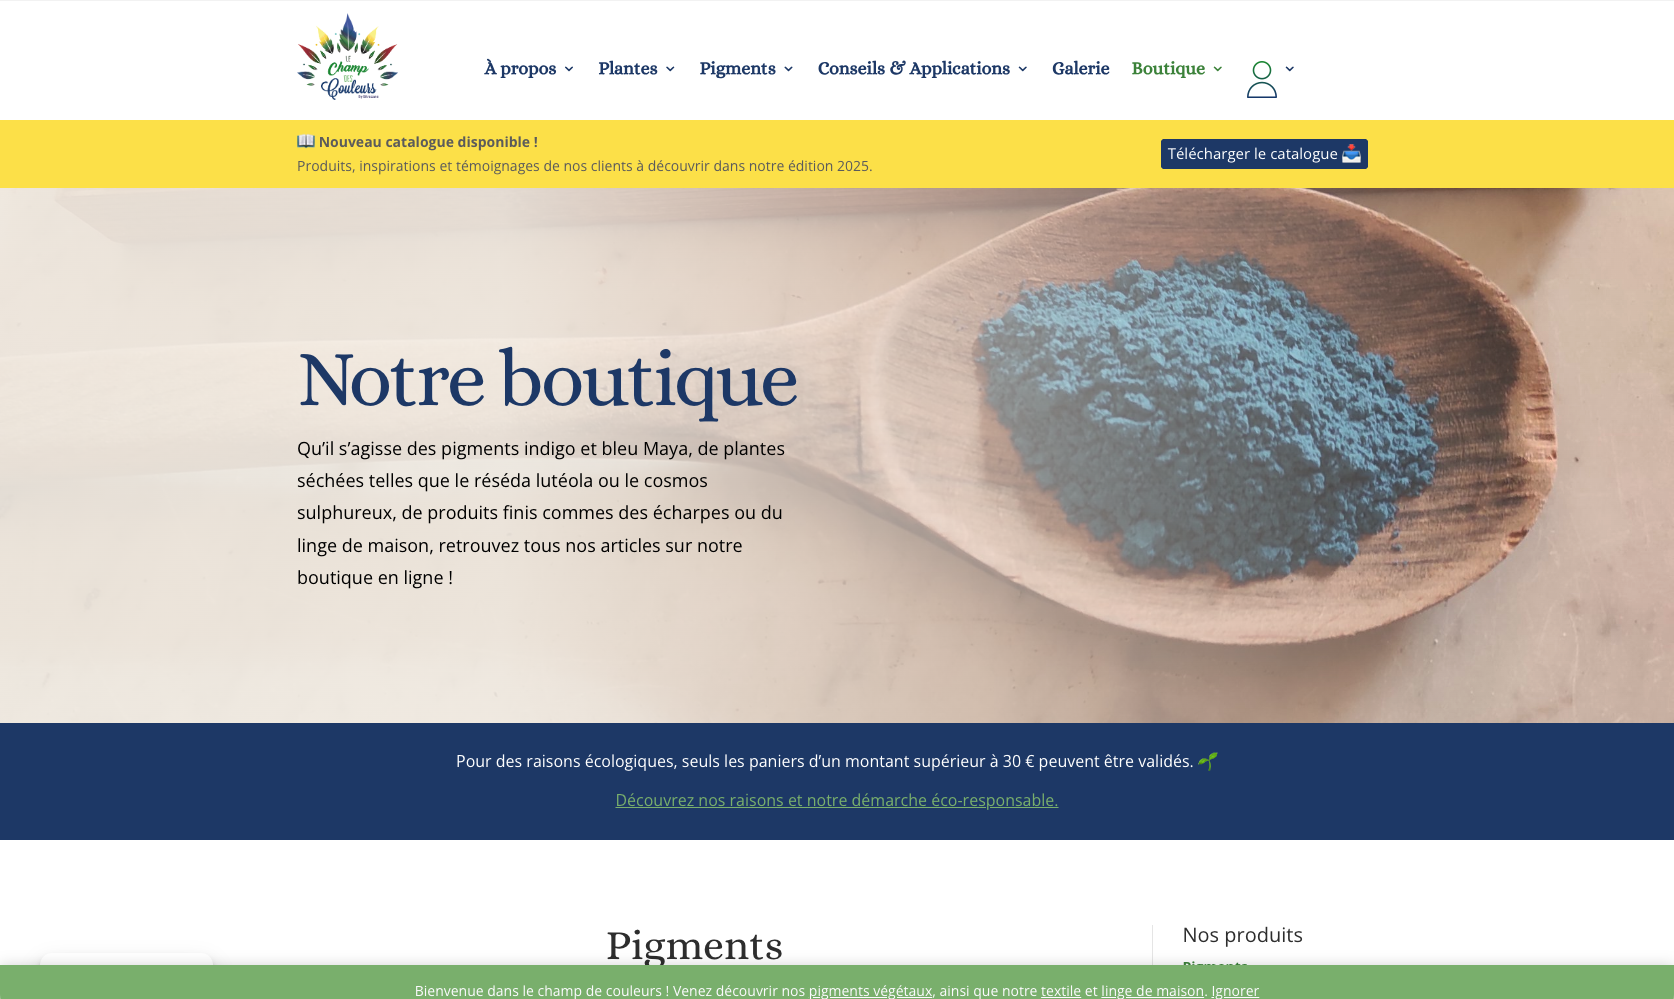 LE
Champ
DES
Couleurs
À propos
Plantes
Pigments
Conseils & Applications
Galerie
Boutique
📖 Nouveau catalogue disponible !
Produits, inspirations et témoignages de nos clients à découvrir dans notre édition 2025.
Télécharger le catalogue 📥
Notre boutique
Qu’il s’agisse des pigments indigo et bleu Maya, de plantes
séchées telles que le réséda lutéola ou le cosmos
sulphureux, de produits finis commes des écharpes ou du
linge de maison, retrouvez tous nos articles sur notre
boutique en ligne !
Pour des raisons écologiques, seuls les paniers d’un montant supérieur à 30 € peuvent être validés. 🌱
Découvrez nos raisons et notre démarche éco-responsable.
Pigments
Nos produits
Pigments
Bienvenue dans le champ de couleurs ! Venez découvrir nos pigments végétaux, ainsi que notre textile et linge de maison. Ignorer